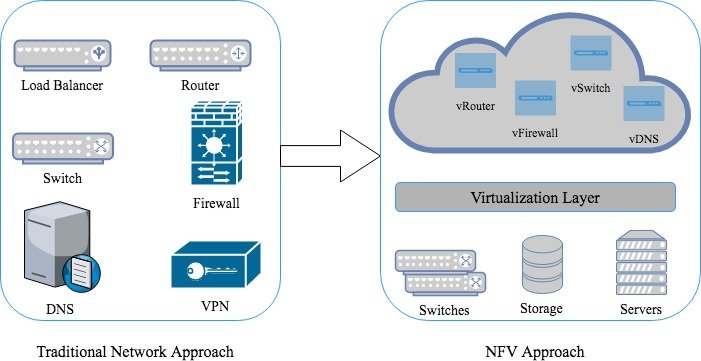 Load Balancer
Router
Switch
Firewall
DNS
VPN
Traditional Network Approach
vRouter
vSwitch
vFirewall
vDNS
Virtualization Layer
Switches
Storage
Servers
NFV Approach